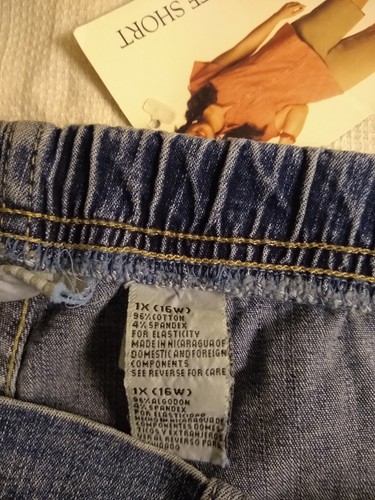 E SHORT
1X (16W)
96% COTTON
4% SPANDEX
FOR ELASTICITY
MADE IN NICARAGUA OF
DOMESTIC AND FOREIGN
COMPONENTS
SEE REVERSE FOR CARE
1X (16W)
96% ALGODON
4% SPANDEX
COMPONENTES